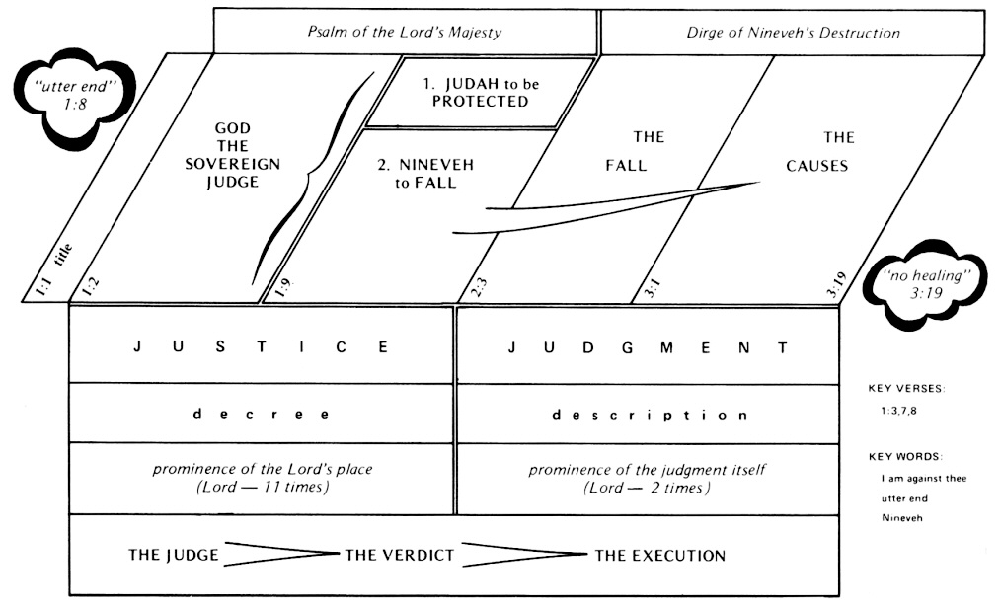 Psalm of the Lord's Majesty
Dirge of Nineveh's Destruction
"utter end"
1:8
GOD
THE
SOVEREIGN
JUDGE
1. JUDAH to be
PROTECTED
2. NINEVEH
to FALL
THE
FALL
THE
CAUSES
1:1 title
1:2
1:9
2:3
3:1
3:19
"no healing"
3:19
JUSTICE
JUDGMENT
decree
description
prominence of the Lord's place
(Lord — 11 times)
prominence of the judgment itself
(Lord — 2 times)
THE JUDGE
THE VERDICT
THE EXECUTION
KEY VERSES:
1:3,7,8
KEY WORDS:
I am against thee
utter end
Nineveh